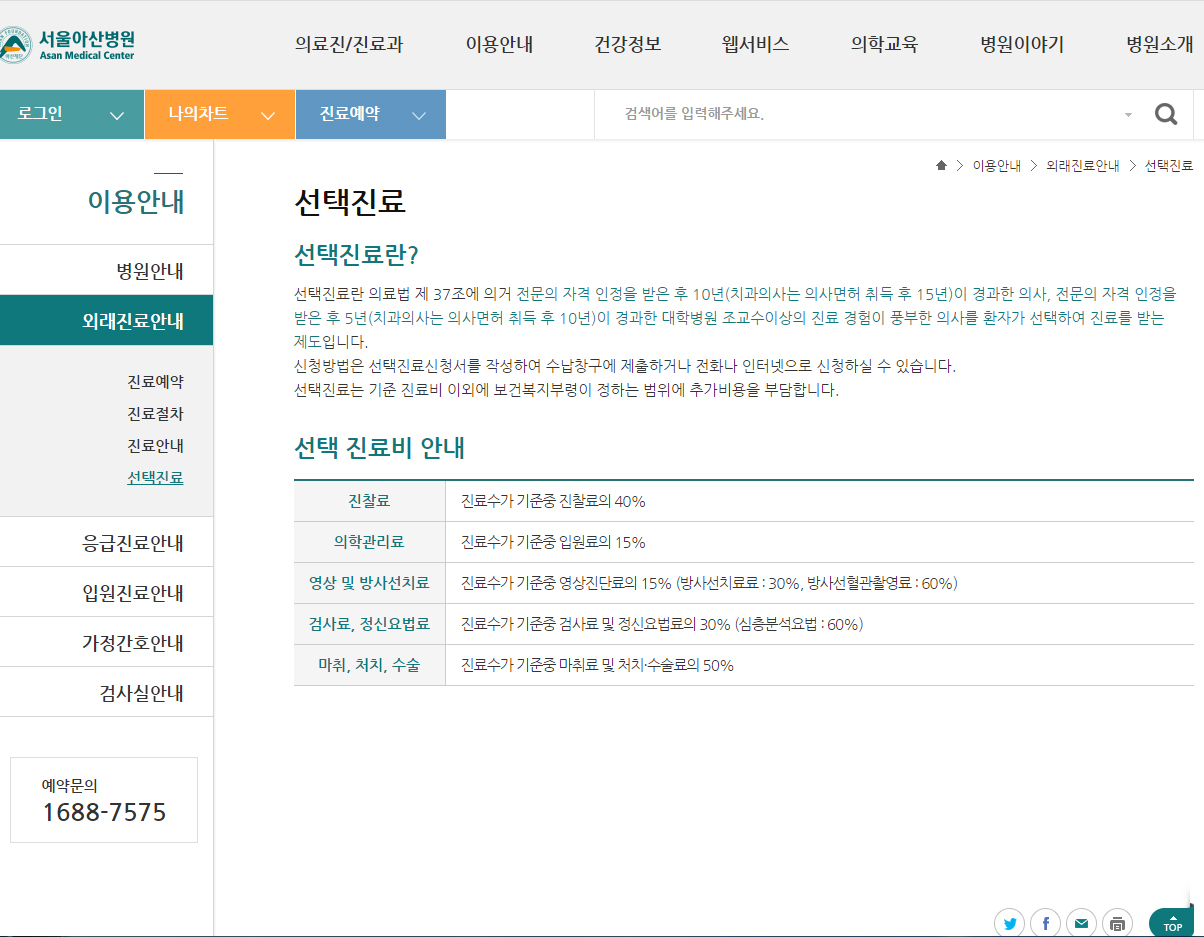 서울아산병원
Asan Medical Center
의료진/진료과 이용안내 건강정보 웹서비스 의학교육 병원이야기 병원소개
로그인 나의차트 진료예약 검색어를 입력해주세요.
이용안내 외래진료안내 선택진료
이용안내
병원안내
외래진료안내
진료예약
진료절차
진료안내
선택진료
응급진료안내
입원진료안내
가정간호안내
검사실안내
예약문의
1688-7575
선택진료
선택진료란?
선택진료란 의료법 제 37조에 의거 전문의 자격 인정을 받은 후 10년(치과의사는 의사면허 취득 후 15년)이 경과한 의사, 전문의 자격 인정을
받은 후 5년(치과의사는 의사면허 취득 후 10년)이 경과한 대학병원 조교수이상의 진료 경험이 풍부한 의사를 환자가 선택하여 진료를 받는
제도입니다.
신청방법은 선택진료신청서를 작성하여 수납창구에 제출하거나 전화나 인터넷으로 신청하실 수 있습니다.
선택진료는 기준 진료비 이외에 보건복지부령이 정하는 범위에 추가비용을 부담합니다.
선택 진료비 안내
진찰료 진료수가 기준중 진찰료의 40%
의학관리료 진료수가 기준중 입원료의 15%
영상 및 방사선치료 진료수가 기준중 영상진단료의 15% (방사선치료료 : 30%, 방사선혈관촬영료 : 60%)
검사료, 정신요법료 진료수가 기준중 검사료 및 정신요법료의 30% (심층분석요법 : 60%)
마취, 처치, 수술 진료수가 기준중 마취료 및 처치·수술료의 50%
TOP